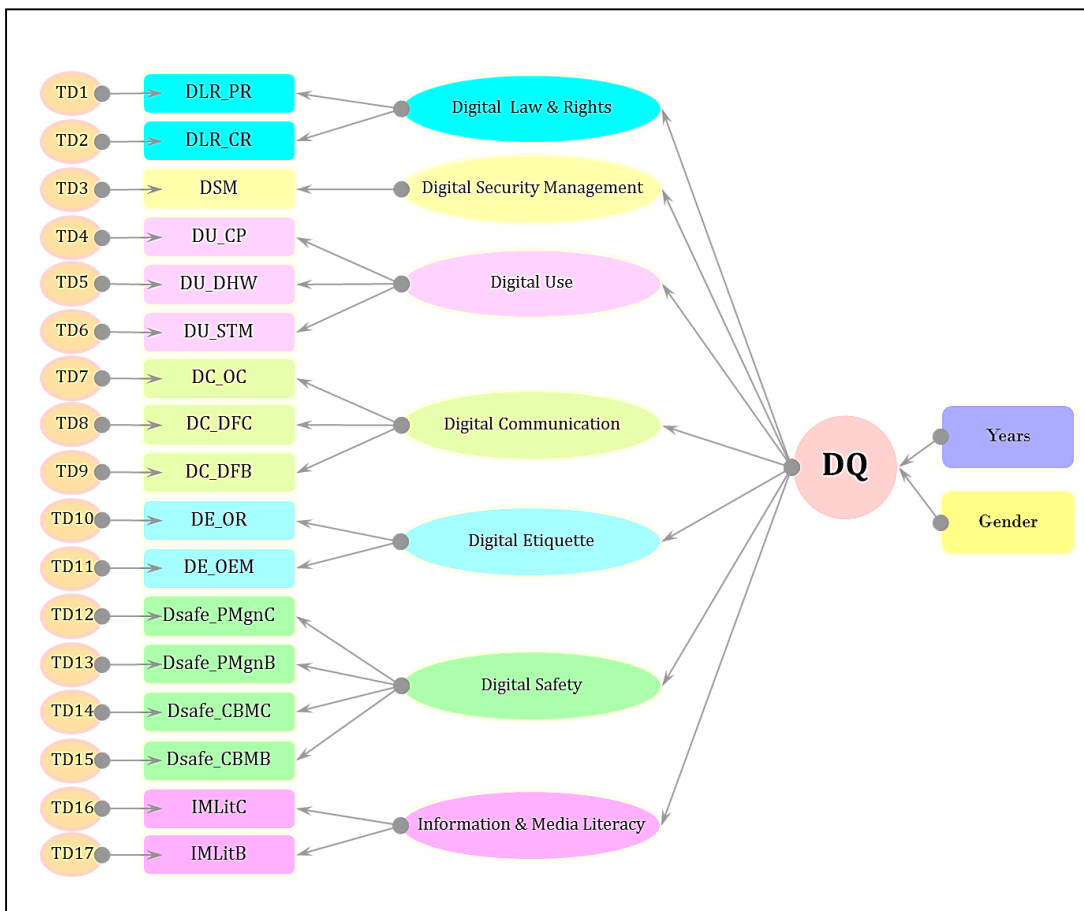 TD1
DLR_PR
Digital Law & Rights
TD2
DLR_CR
TD3
DSM
Digital Security Management
TD4
DU_CP
TD5
DU_DHW
Digital Use
TD6
DU_STM
TD7
DC_OC
TD8
DC_DFC
Digital Communication
TD9
DC_DFB
DQ
Years
Gender
TD10
DE_OR
Digital Etiquette
TD11
DE_OEM
TD12
Dsafe_PMgnC
TD13
Dsafe_PMgnB
Digital Safety
TD14
Dsafe_CBMC
TD15
Dsafe_CBMB
TD16
IMLitC
Information & Media Literacy
TD17
IMLitB